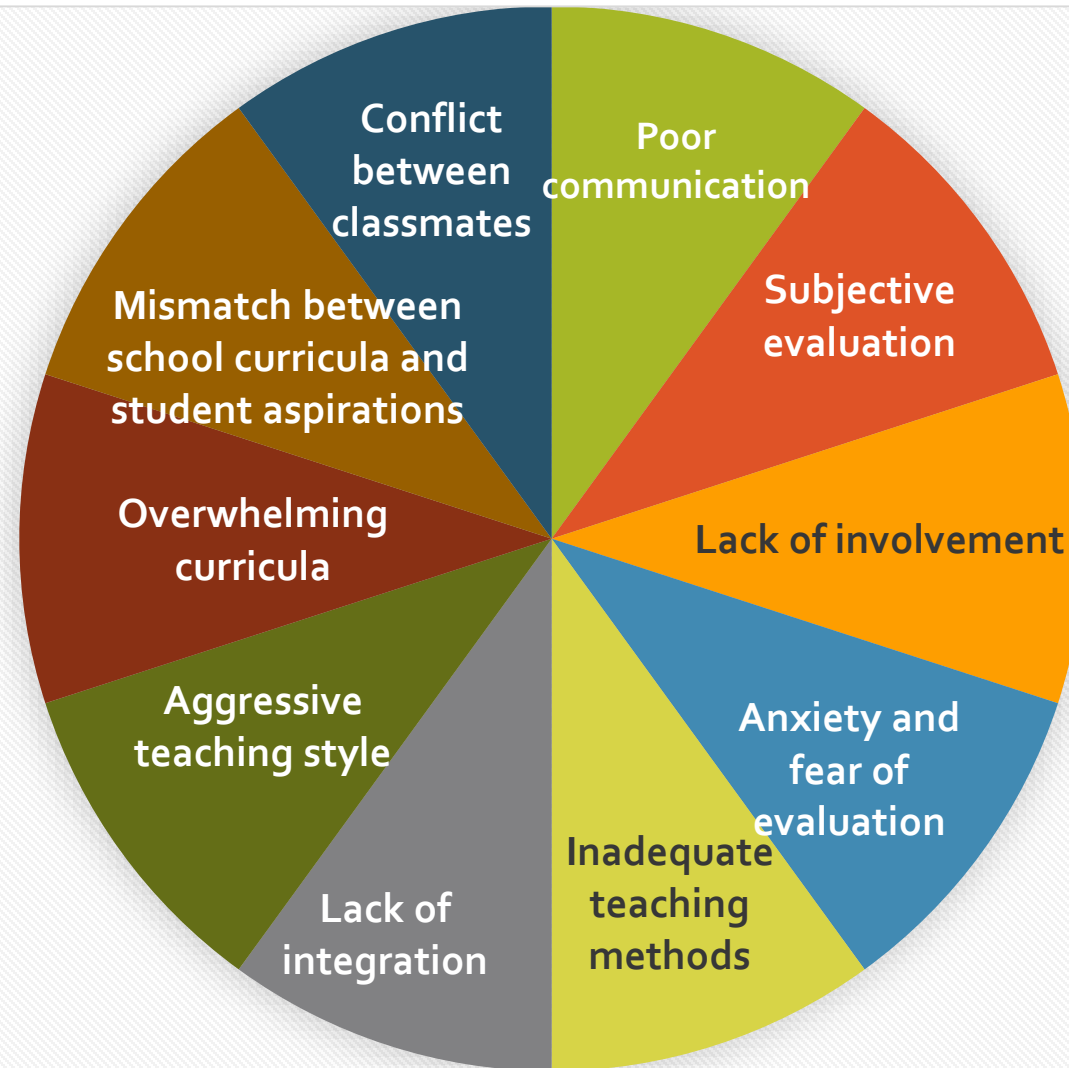 Poor
communication
Subjective
evaluation
Lack of involvement
Anxiety and
fear of
evaluation
Inadequate
teaching
methods
Lack of
integration
Aggressive
teaching style
Overwhelming
curricula
Mismatch between
school curricula and
student aspirations
Conflict
between
classmates